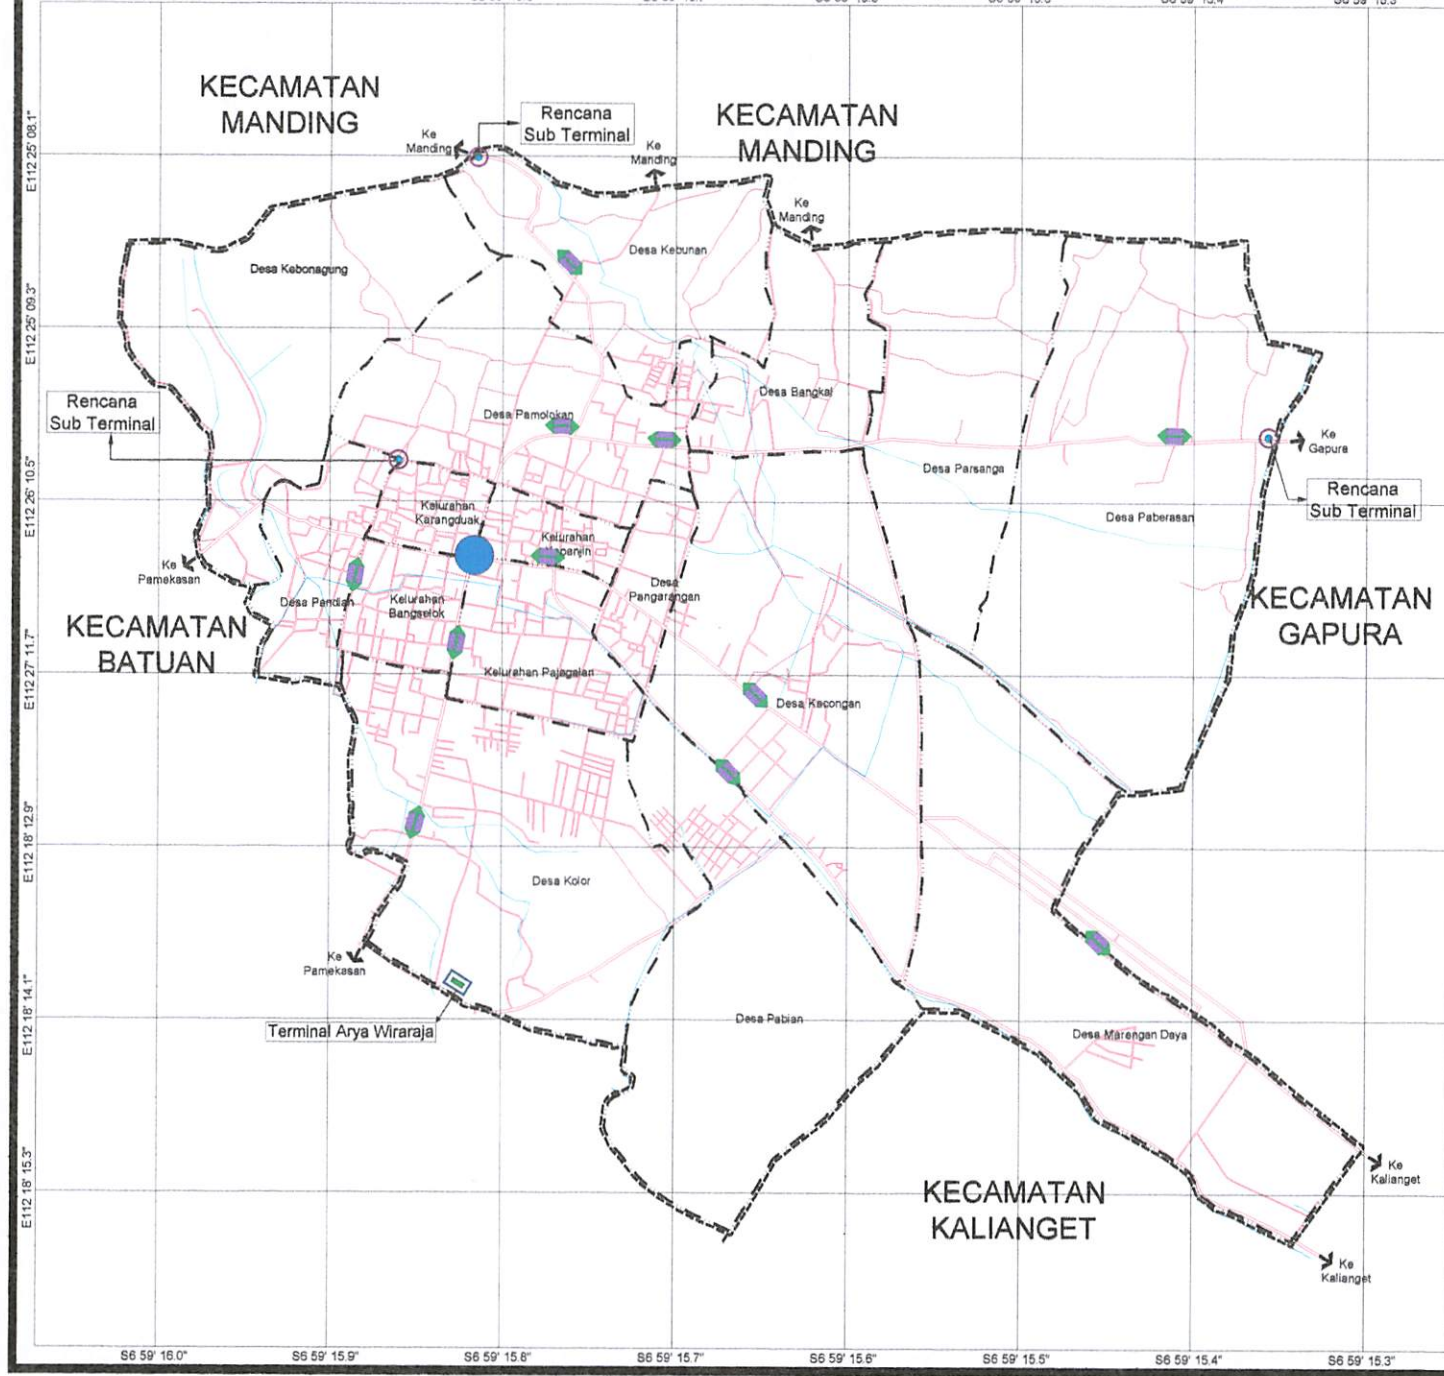 KECAMATAN
MANDING
Rencana
Sub Terminal
KECAMATAN
MANDING
Ke
Manding
Ke
Manding
Ke
Manding
E112 25' 08.1"
Desa Kebunan
Desa Kebonagung
E112 25' 09.3"
Rencana
Sub Terminal
Desa Bangkal
Desa Pamolokan
Ke
Gapura
Desa Parsanga
E112 26' 10.5"
Rencana
Sub Terminal
Kelurahan
Karangduak
Desa Paberasan
Kelurahan
Ke
Pamekasan
Desa
Pangarangan
Desa Pandian
Kelurahan
Bangselok
KECAMATAN
GAPURA
KECAMATAN
BATUAN
E112 27' 11.7"
Kelurahan Pajagalan
Desa Kacongan
E112 18' 12.9"
Desa Kolor
Ke
Pamekasan
E112 18' 14.1"
Terminal Arya Wiraraja
Desa Pabian
Desa Marengan Daya
E112 18' 15.3"
Ke
Kalianget
KECAMATAN
KALIANGET
Ke
Kalianget
S6 59' 16.0"
S6 59' 15.9"
S6 59' 15.8"
S6 59' 15.7"
S6 59' 15.6"
S6 59' 15.5"
S6 59' 15.4"
S6 59' 15.3"